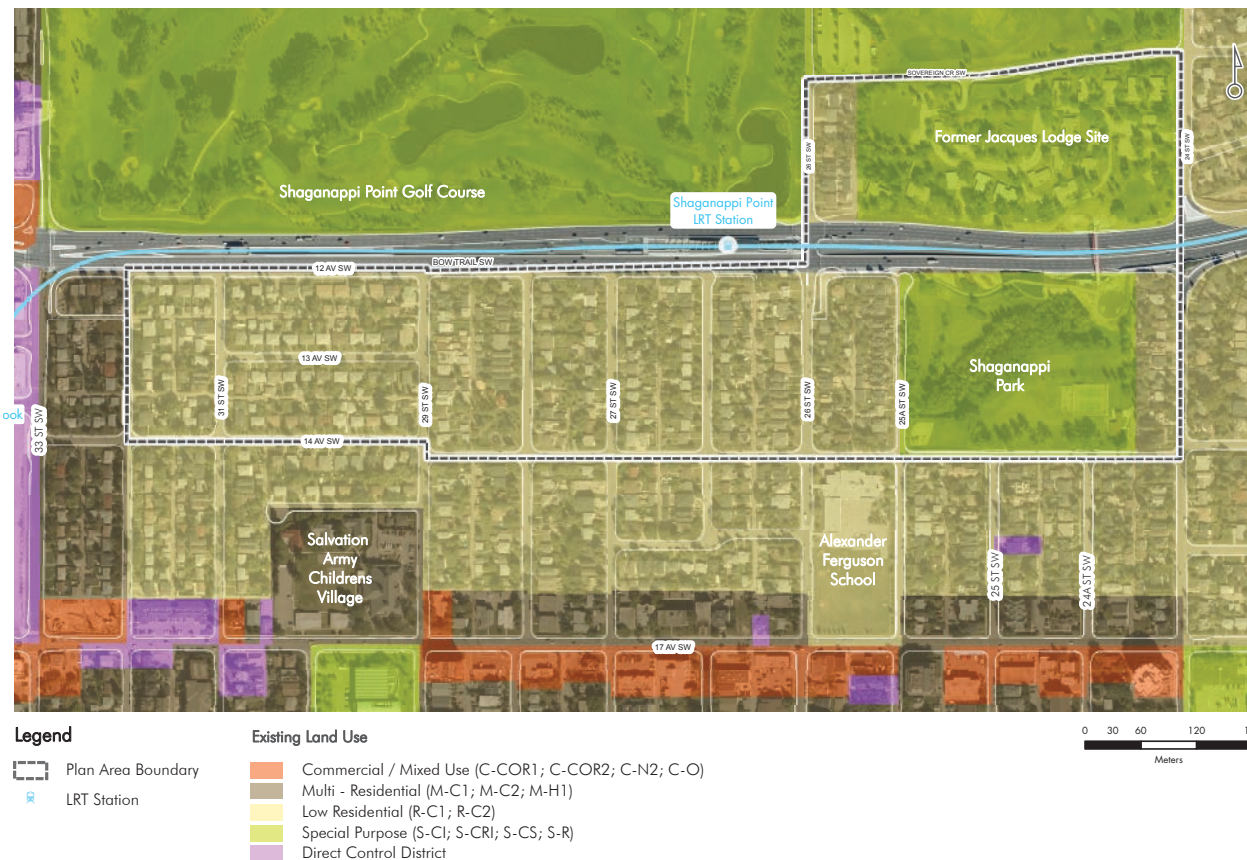 SOVEREIGN CR SW
Former Jacques Lodge Site
26 ST SW
24 ST SW
Shaganappi Point Golf Course
Shaganappi Point
LRT Station
BOW TRAIL SW
12 AV SW
13 AV SW
Shaganappi
Park
31 ST SW
29 ST SW
27 ST SW
26 ST SW
25A ST SW
ook
33 ST SW
14 AV SW
Salvation
Army
Childrens
Village
Alexander
Ferguson
School
25 ST SW
24A ST SW
17 AV SW
Legend
Plan Area Boundary
LRT Station
Existing Land Use
Commercial / Mixed Use (C-COR1; C-COR2; C-N2; C-O)
Multi - Residential (M-C1; M-C2; M-H1)
Low Residential (R-C1; R-C2)
Special Purpose (S-CI; S-CRI; S-CS; S-R)
Direct Control District
0 30 60 120
Meters